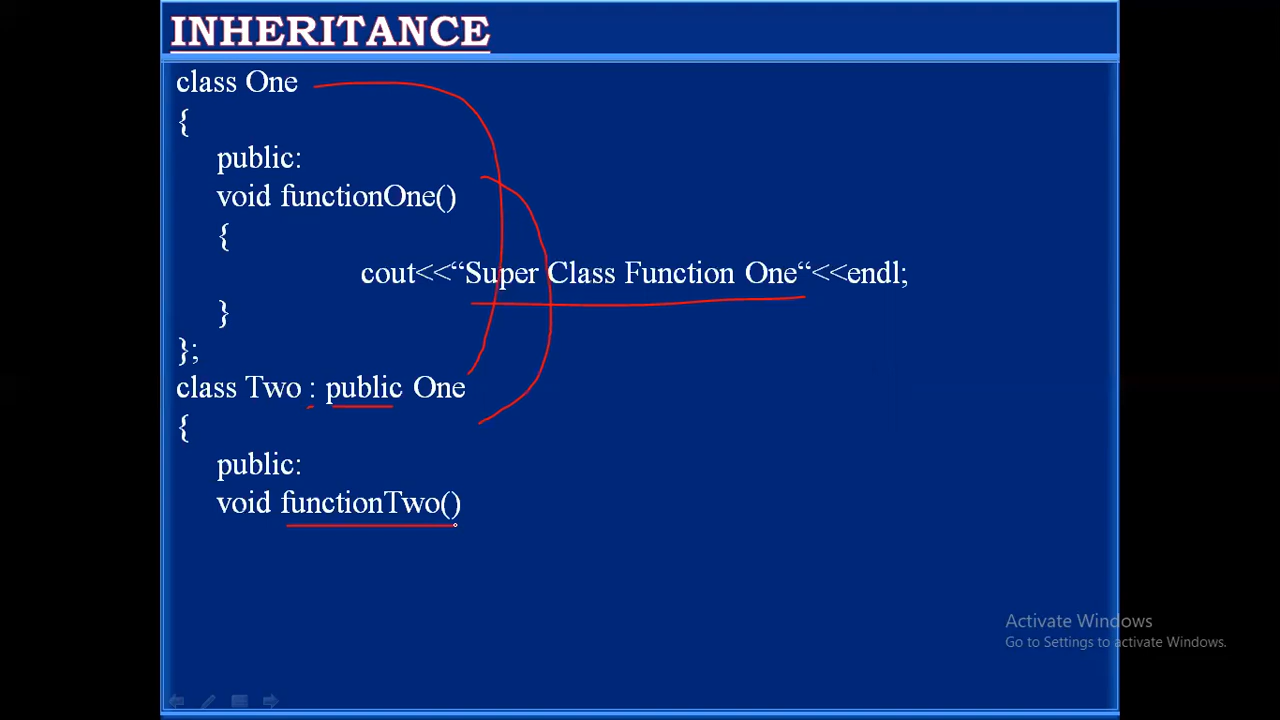 INHERITANCE
class One
{
public:
void functionOne()
{
cout<<“Super Class Function One“<<endl;
}
};
class Two : public One
{
public:
void functionTwo()
Activate Windows
Go to Settings to activate Windows.